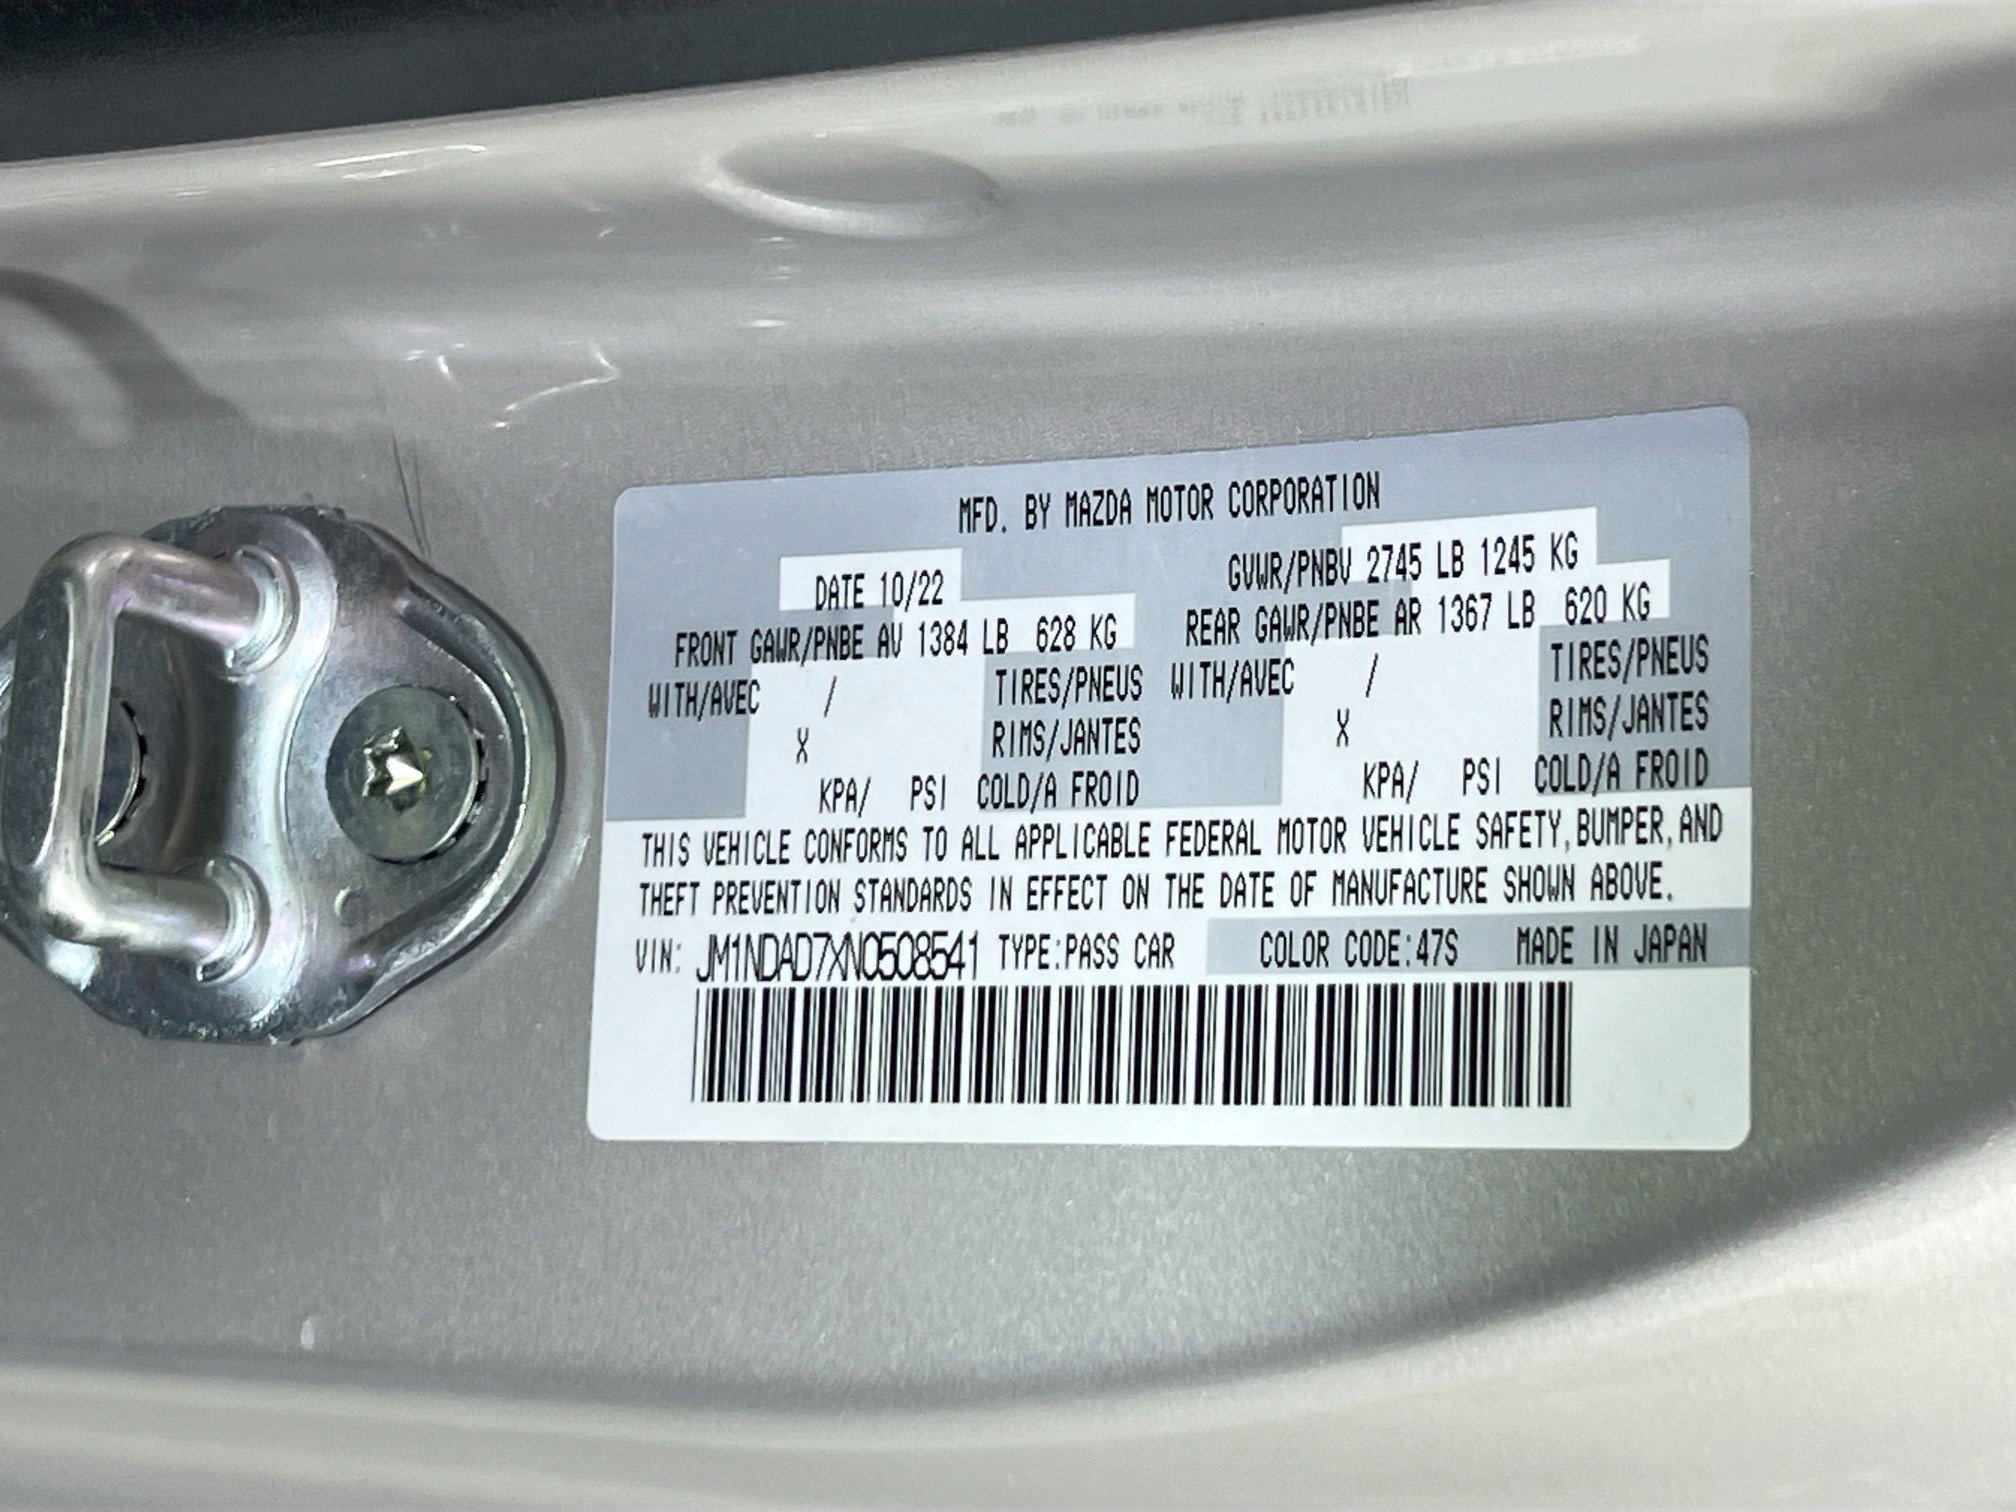 MFD. BY MAZDA MOTOR CORPORATION
DATE 10/22 GVWR/PNBV 2745 LB 1245 KG
FRONT GAWR/PNBE AV 1384 LB 628 KG REAR GAWR/PNBE AR 1367 LB 620 KG
WITH/AVEC / TIRES/PNEUS WITH/AVEC / TIRES/PNEUS
X RIMS/JANTES X RIMS/JANTES
KPA/ PSI COLD/A FROID KPA/ PSI COLD/A FROID
THIS VEHICLE CONFORMS TO ALL APPLICABLE FEDERAL MOTOR VEHICLE SAFETY, BUMPER, AND
THEFT PREVENTION STANDARDS IN EFFECT ON THE DATE OF MANUFACTURE SHOWN ABOVE.
VIN: JM1NDAD7XN0508541 TYPE:PASS CAR COLOR CODE:47S MADE IN JAPAN